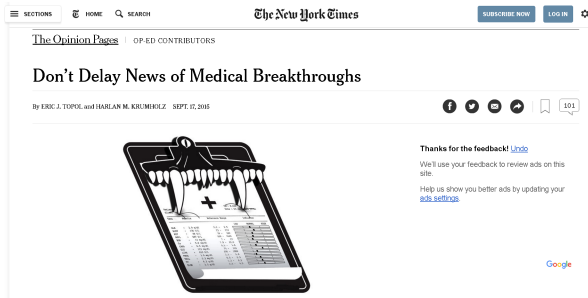 SECTIONS HOME SEARCH The New York Times SUBSCRIBE NOW LOG IN
The Opinion Pages | OP-ED CONTRIBUTORS
Don't Delay News of Medical Breakthroughs
By ERIC J. TOPOL and HARLAN M. KRUMHOLZ SEPT. 17, 2015
101
Thanks for the feedback! Undo
We'll use your feedback to review ads on this
site.
Help us show you better ads by updating your
ads settings.
Google